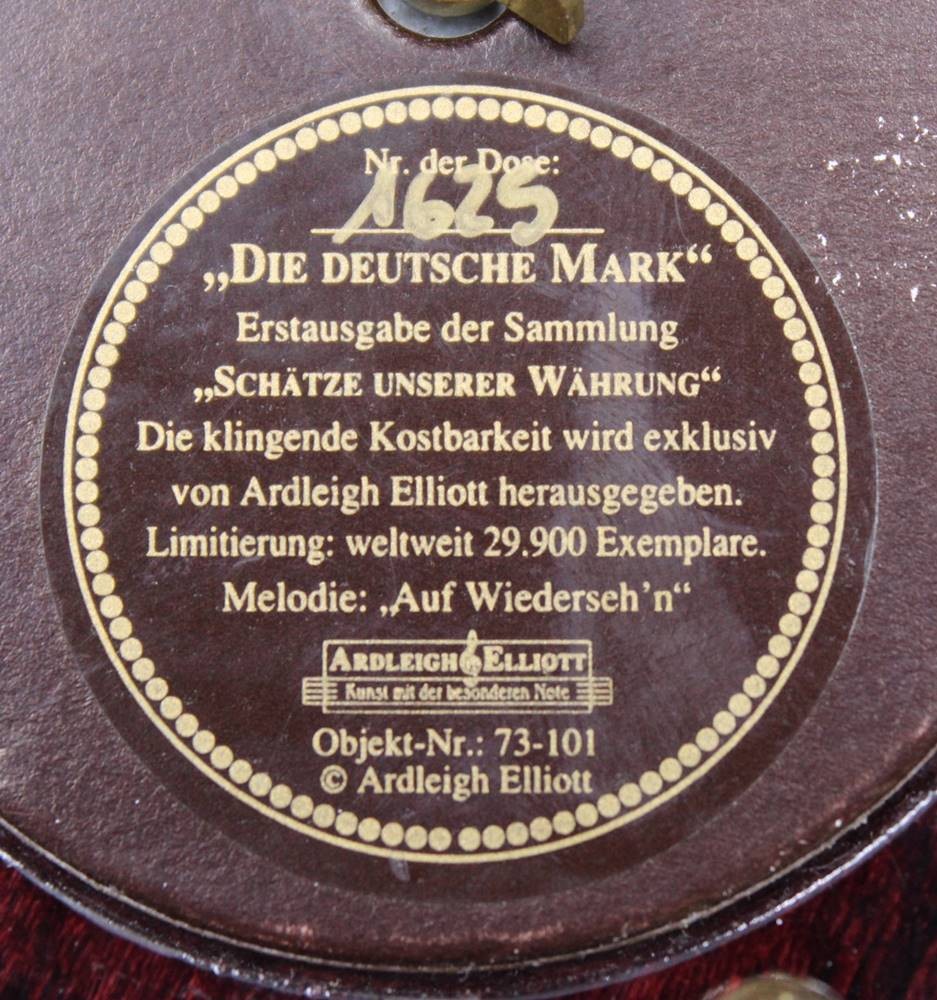 Nr. der Dose:
1625
„DIE DEUTSCHE MARK“
Erstausgabe der Sammlung
„SCHÄTZE UNSERER WÄHRUNG“
Die klingende Kostbarkeit wird exklusiv
von Ardleigh Elliott herausgegeben.
Limitierung: weltweit 29.900 Exemplare.
Melodie: „Auf Wiederseh’n“
ARDLEIGH ELLIOTT
Kunst mit der besonderen Note
Objekt-Nr.: 73-101
© Ardleigh Elliott